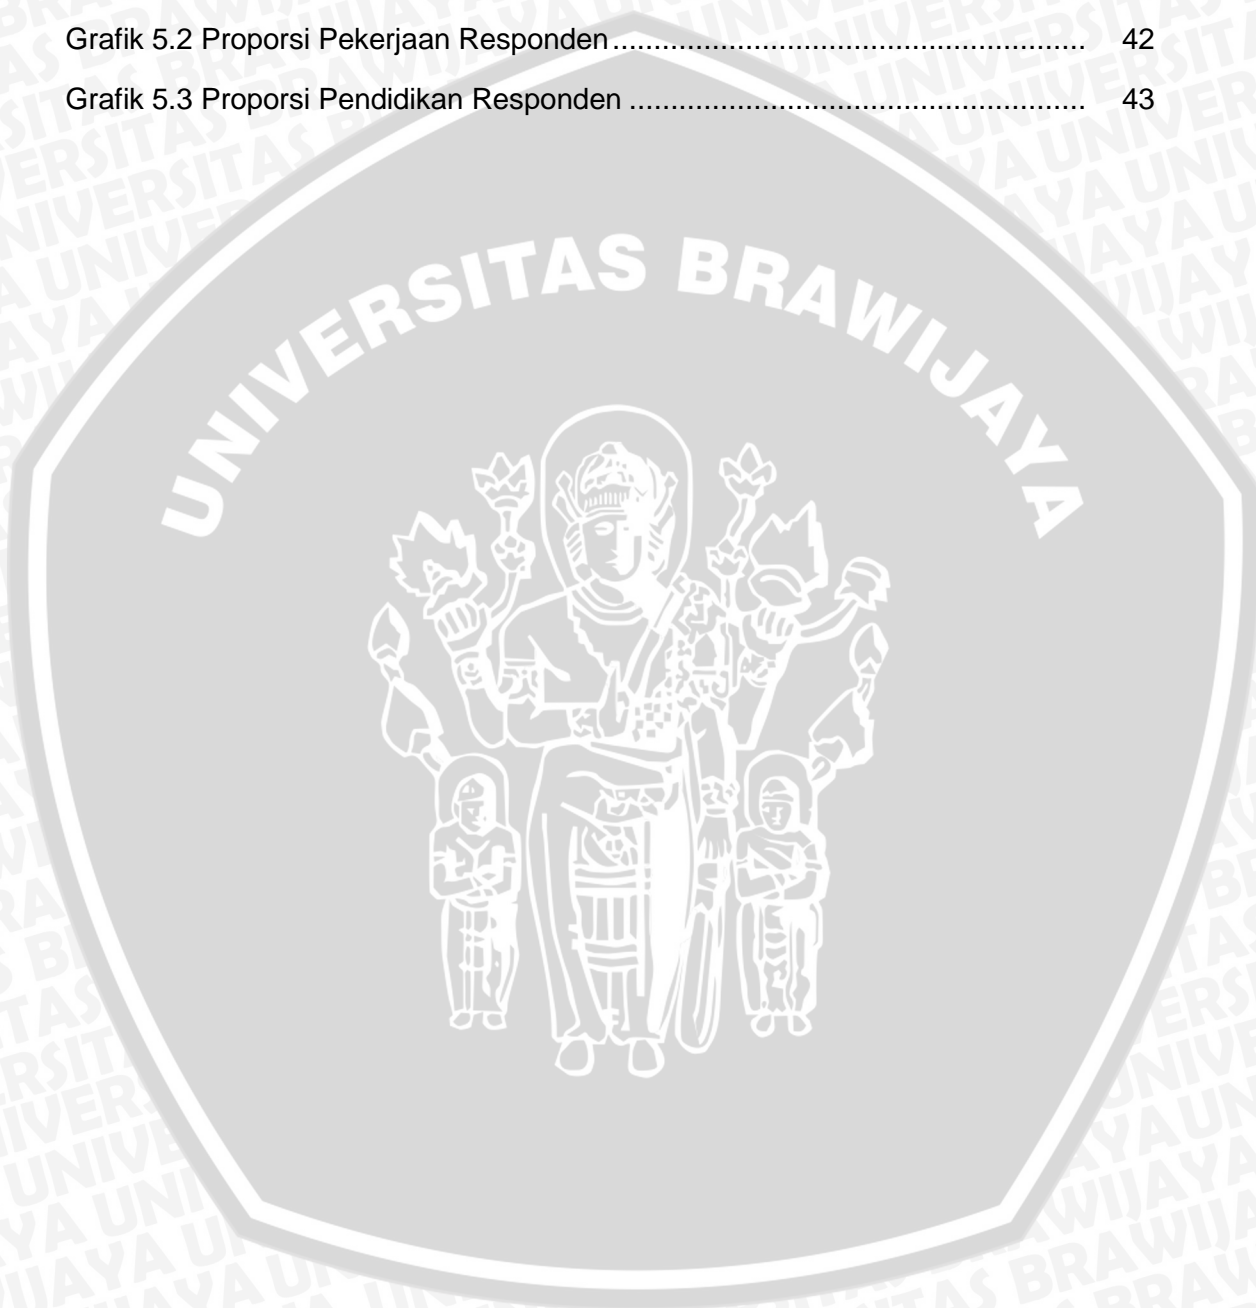 Grafik 5.2 Proporsi Pekerjaan Responden........................................................ 42
Grafik 5.3 Proporsi Pendidikan Responden ...................................................... 43
UNIVERSITAS BRAWIJAYA